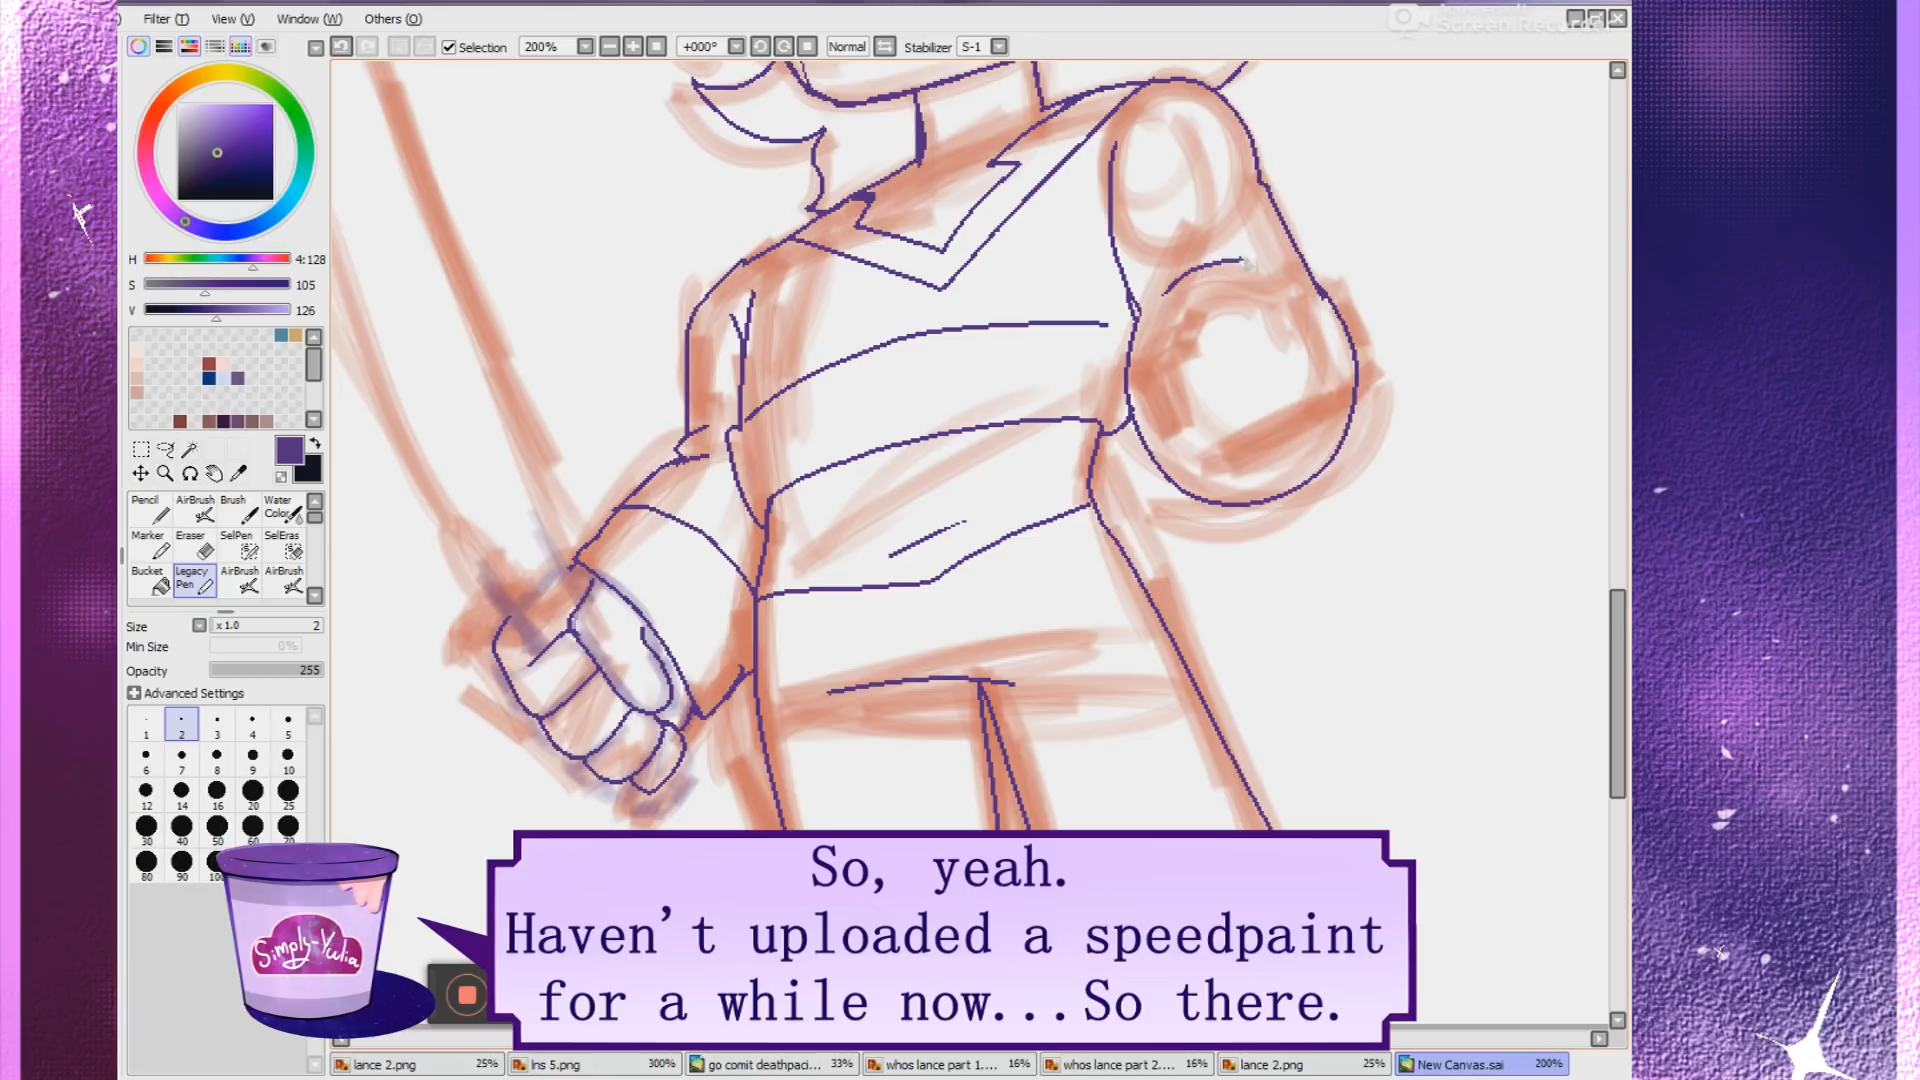 Filter (T) View (V) Window (W) Others (O)
Selection 200% +000° Normal Stabilizer S-1
H 4:128
S 105
V 126
Pencil AirBrush Brush Water
Color
Marker Eraser SelPen SelEras
Bucket Legacy AirBrush AirBrush
Pen
Size x 1.0 2
Min Size 0%
Opacity 255
Advanced Settings
1 2 3 4 5
6 7 8 9 10
12 14 16 20 25
30 40 50
80 90
Simply-Yulia
So, yeah.
Haven't uploaded a speedpaint
for a while now...So there.
lance 2.png 25% lns 5.png 300% go comit deathpaci... 33% whos lance part 1.... 16% whos lance part 2.... 16% lance 2.png 25% New Canvas.sai 200%